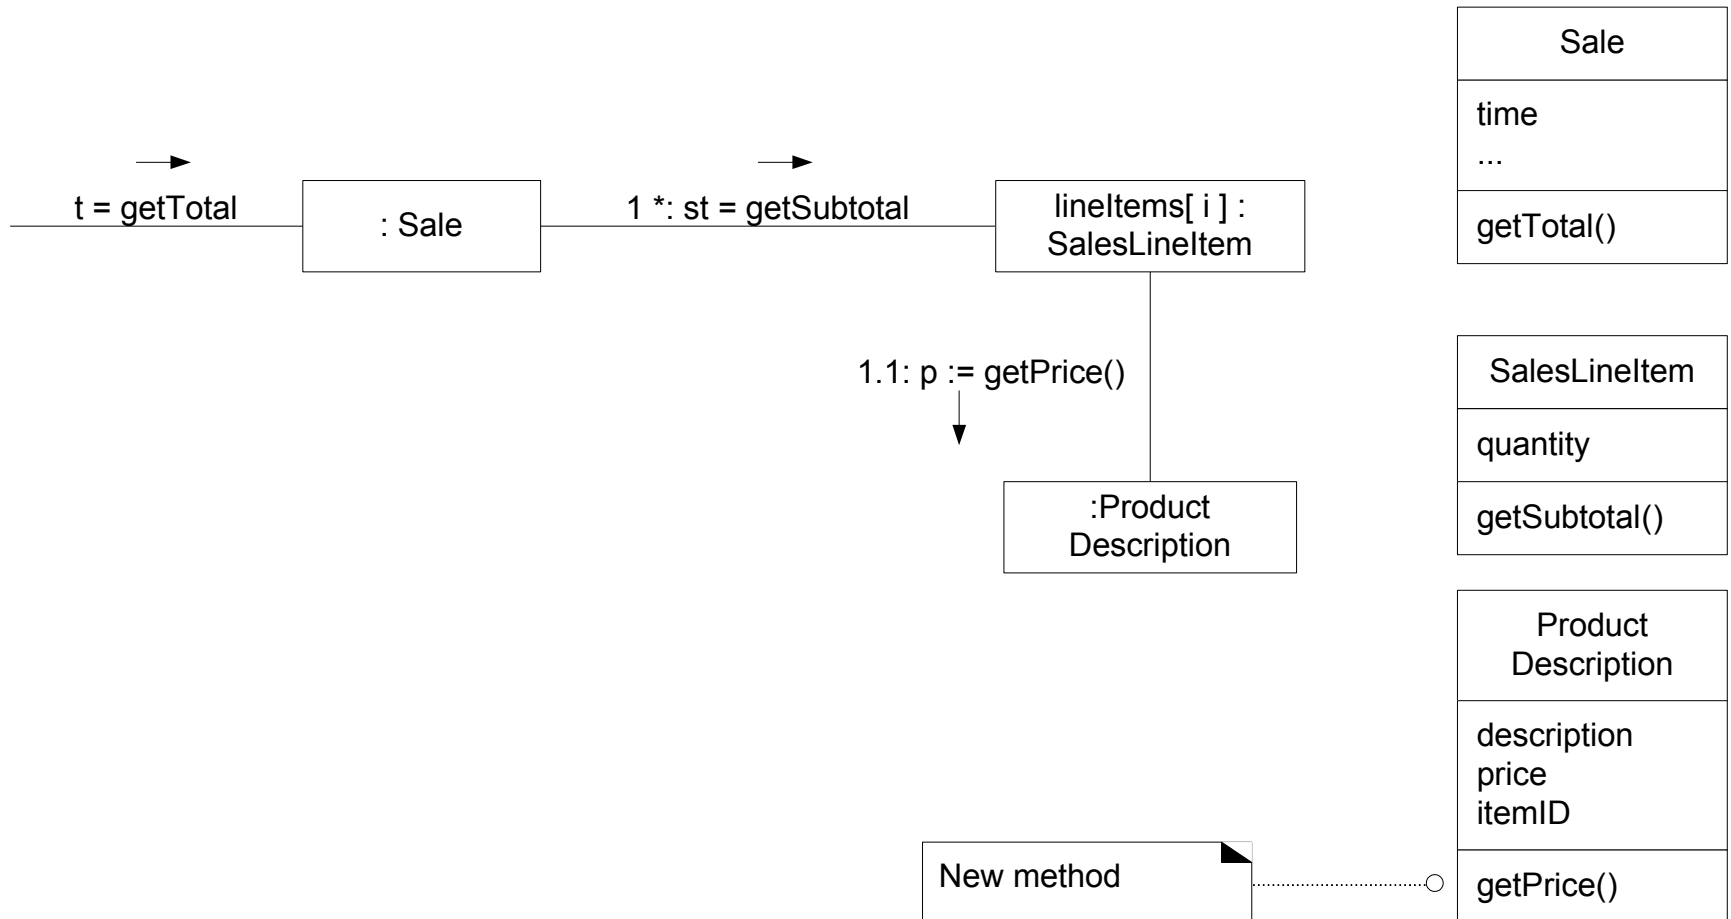 t = getTotal
: Sale
1 *: st = getSubtotal
lineItems[ i ] :
SalesLineItem
1.1: p := getPrice()
:Product
Description
New method
Sale
time
...
getTotal()
SalesLineItem
quantity
getSubtotal()
Product
Description
description
price
itemID
getPrice()